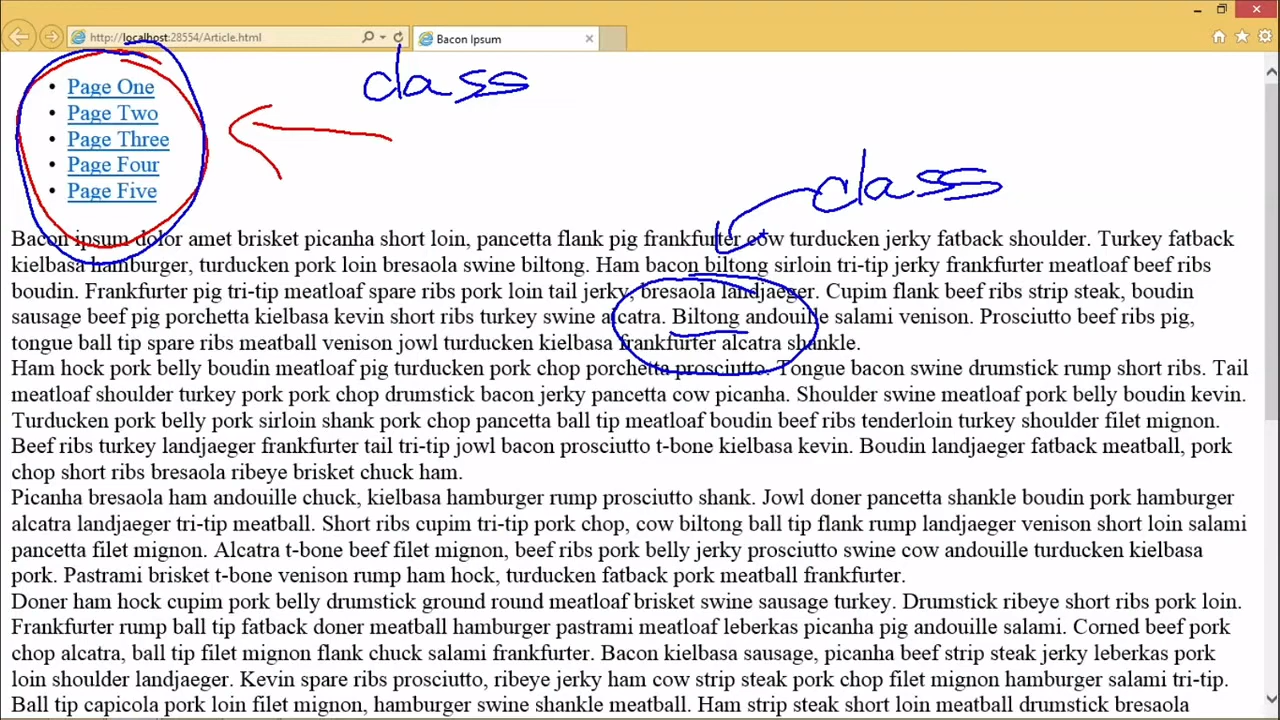 http://localhost:28554/Article.html
Bacon Ipsum
class
• Page One
• Page Two
• Page Three
• Page Four
• Page Five
class
Bacon ipsum dolor amet brisket picanha short loin, pancetta flank pig frankfurter cow turducken jerky fatback shoulder. Turkey fatback
kielbasa hamburger, turducken pork loin bresaola swine biltong. Ham bacon biltong sirloin tri-tip jerky frankfurter meatloaf beef ribs
boudin. Frankfurter pig tri-tip meatloaf spare ribs pork loin tail jerky, bresaola landjaeger. Cupim flank beef ribs strip steak, boudin
sausage beef pig porchetta kielbasa kevin short ribs turkey swine alcatra. Biltong andouille salami venison. Prosciutto beef ribs pig,
tongue ball tip spare ribs meatball venison jowl turducken kielbasa frankfurter alcatra shankle.
Ham hock pork belly boudin meatloaf pig turducken pork chop porchetta prosciutto. Tongue bacon swine drumstick rump short ribs. Tail
meatloaf shoulder turkey pork pork chop drumstick bacon jerky pancetta cow picanha. Shoulder swine meatloaf pork belly boudin kevin.
Turducken pork belly pork sirloin shank pork chop pancetta ball tip meatloaf boudin beef ribs tenderloin turkey shoulder filet mignon.
Beef ribs turkey landjaeger frankfurter tail tri-tip jowl bacon prosciutto t-bone kielbasa kevin. Boudin landjaeger fatback meatball, pork
chop short ribs bresaola ribeye brisket chuck ham.
Picanha bresaola ham andouille chuck, kielbasa hamburger rump prosciutto shank. Jowl doner pancetta shankle boudin pork hamburger
alcatra landjaeger tri-tip meatball. Short ribs cupim tri-tip pork chop, cow biltong ball tip flank rump landjaeger venison short loin salami
pancetta filet mignon. Alcatra t-bone beef filet mignon, beef ribs pork belly jerky prosciutto swine cow andouille turducken kielbasa
pork. Pastrami brisket t-bone venison rump ham hock, turducken fatback pork meatball frankfurter.
Doner ham hock cupim pork belly drumstick ground round meatloaf brisket swine sausage turkey. Drumstick ribeye short ribs pork loin.
Frankfurter rump ball tip fatback doner meatball hamburger pastrami meatloaf leberkas picanha pig andouille salami. Corned beef pork
chop alcatra, ball tip filet mignon flank chuck salami frankfurter. Bacon kielbasa sausage, picanha beef strip steak jerky leberkas pork
loin shoulder landjaeger. Kevin spare ribs prosciutto, ribeye jerky ham cow strip steak pork chop filet mignon hamburger salami tri-tip.
Ball tip capicola pork loin filet mignon, hamburger swine shankle meatball. Ham strip steak short loin meatball drumstick bresaola